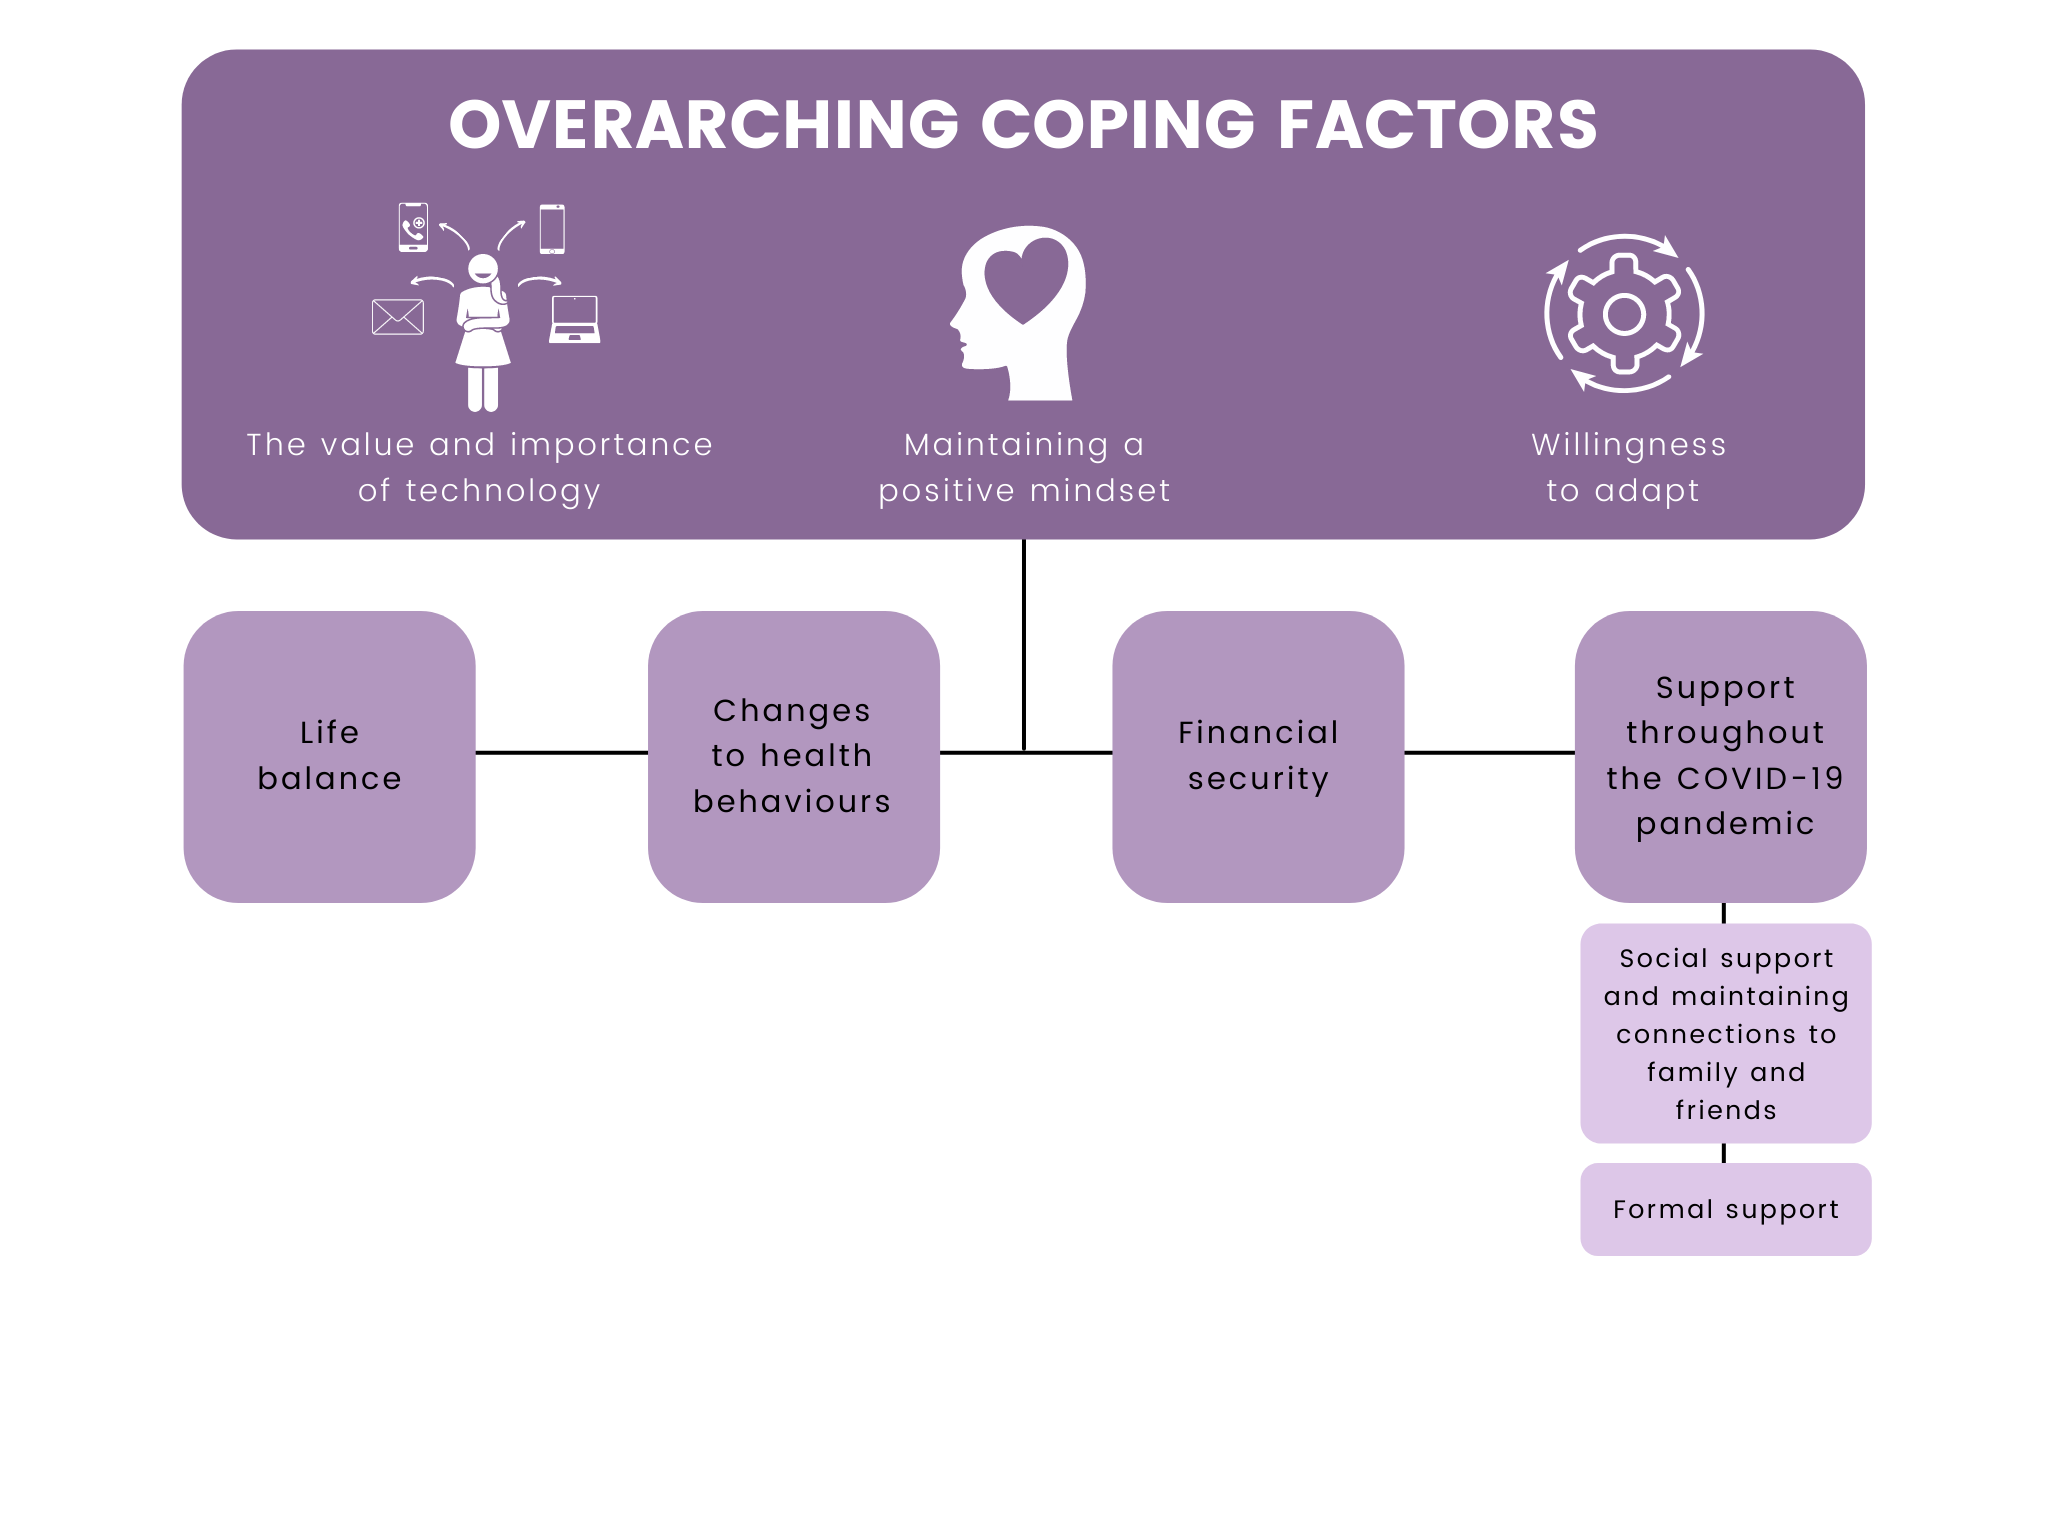 OVERARCHING COPING FACTORS
The value and importance
of technology
Maintaining a
positive mindset
Willingness
to adapt
Life
balance
Changes
to health
behaviours
Financial
security
Support
throughout
the COVID-19
pandemic
Social support
and maintaining
connections to
family and
friends
Formal support